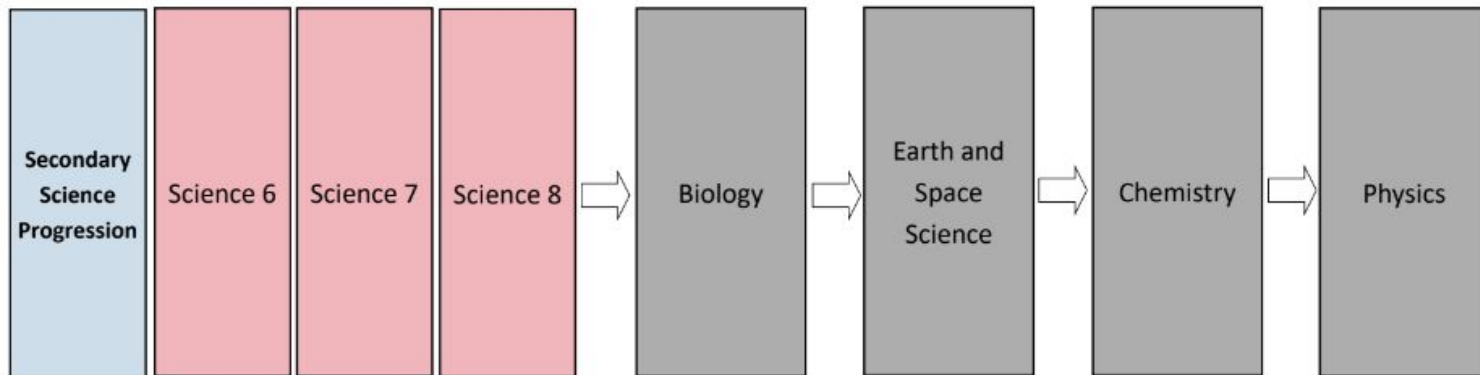 Secondary
Science
Progression
Science 6
Science 7
Science 8
Biology
Earth and
Space
Science
Chemistry
Physics